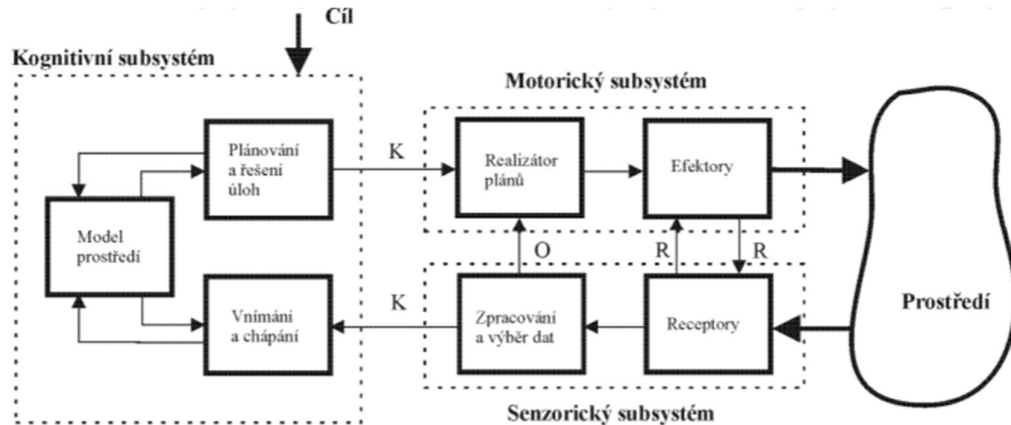 Cíl
Kognitivní subsystém
Motorický subsystém
Plánování
a řešení
úloh
K
Realizátor
plánů
Efektory
Model
prostředí
O
R
R
Prostředí
Vnímání
a chápání
K
Zpracování
a výběr dat
Receptory
Senzorický subsystém